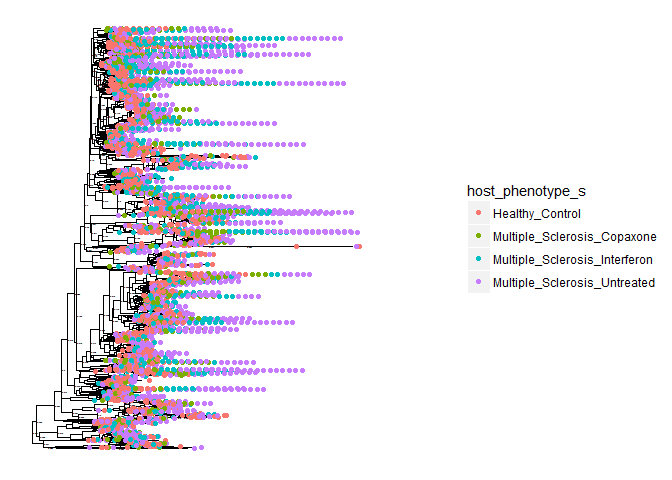 host_phenotype_s
Healthy_Control
Multiple_Sclerosis_Copaxone
Multiple_Sclerosis_Interferon
Multiple_Sclerosis_Untreated